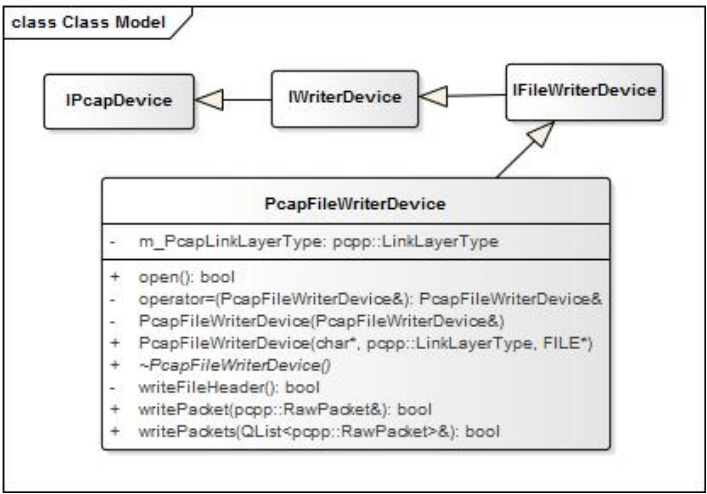 class Class Model
IPcapDevice
IWriterDevice
IFileWriterDevice
PcapFileWriterDevice
- m_PcapLinkLayerType: pcpp::LinkLayerType
+ open(): bool
- operator=(PcapFileWriterDevice&): PcapFileWriterDevice&
- PcapFileWriterDevice(PcapFileWriterDevice&)
+ PcapFileWriterDevice(char*, pcpp::LinkLayerType, FILE*)
+ ~PcapFileWriterDevice()
- writeFileHeader(): bool
+ writePacket(pcpp::RawPacket&): bool
+ writePackets(QList<pcpp::RawPacket>&): bool